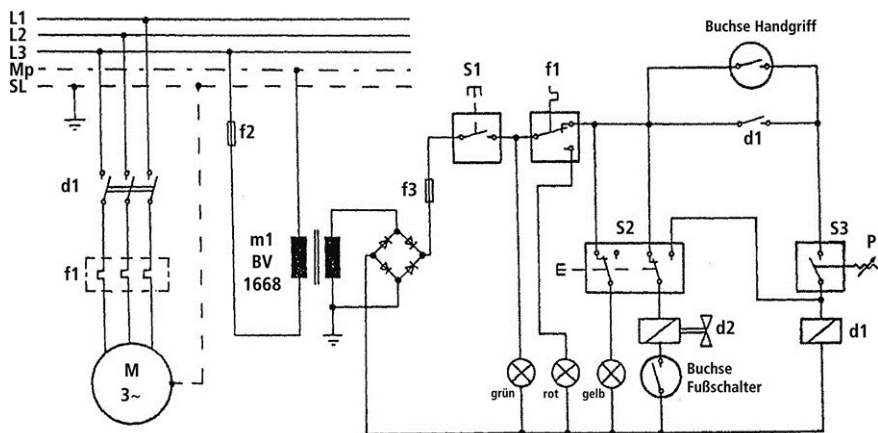 L1
L2
L3
Mp
SL
Buchse Handgriff
S1
f1
f2
d1
d1
f3
m1
BV
1668
S2
S3
P
f1
d2
d1
M
3~
Buchse
Fußschalter
grün
rot
gelb